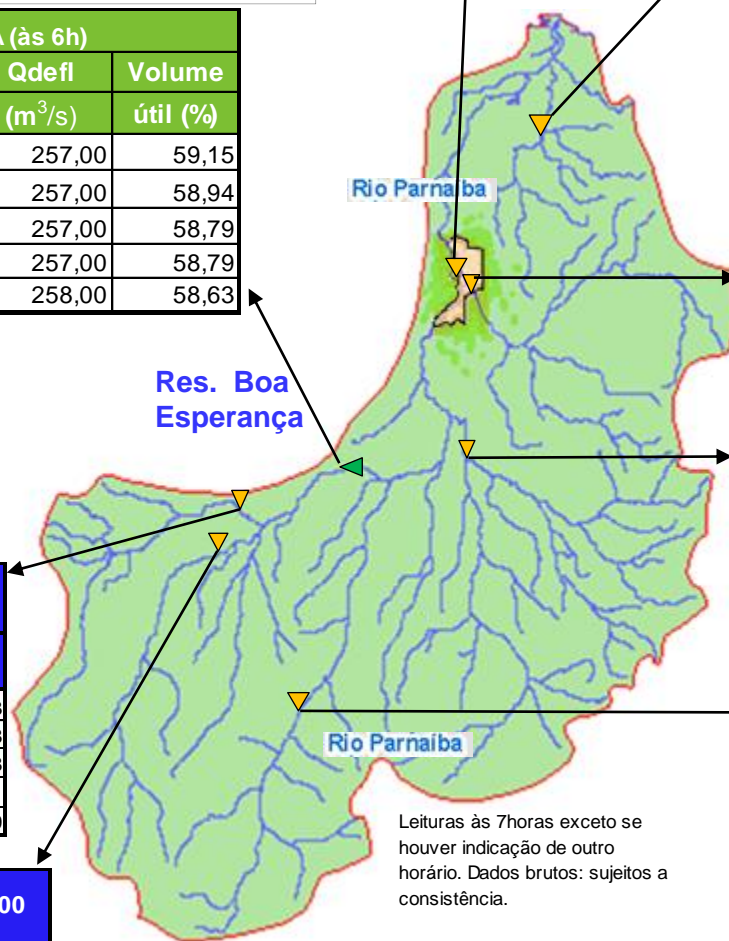 A (às 6h)
Qdefl Volume
(m³/s) útil (%)
257,00 59,15
257,00 58,94
257,00 58,79
257,00 58,79
258,00 58,63
Rio Parnaíba
Res. Boa
Esperança
Rio Parnaíba
Leituras às 7horas exceto se
houver indicação de outro
horário. Dados brutos: sujeitos a
consistência.
00